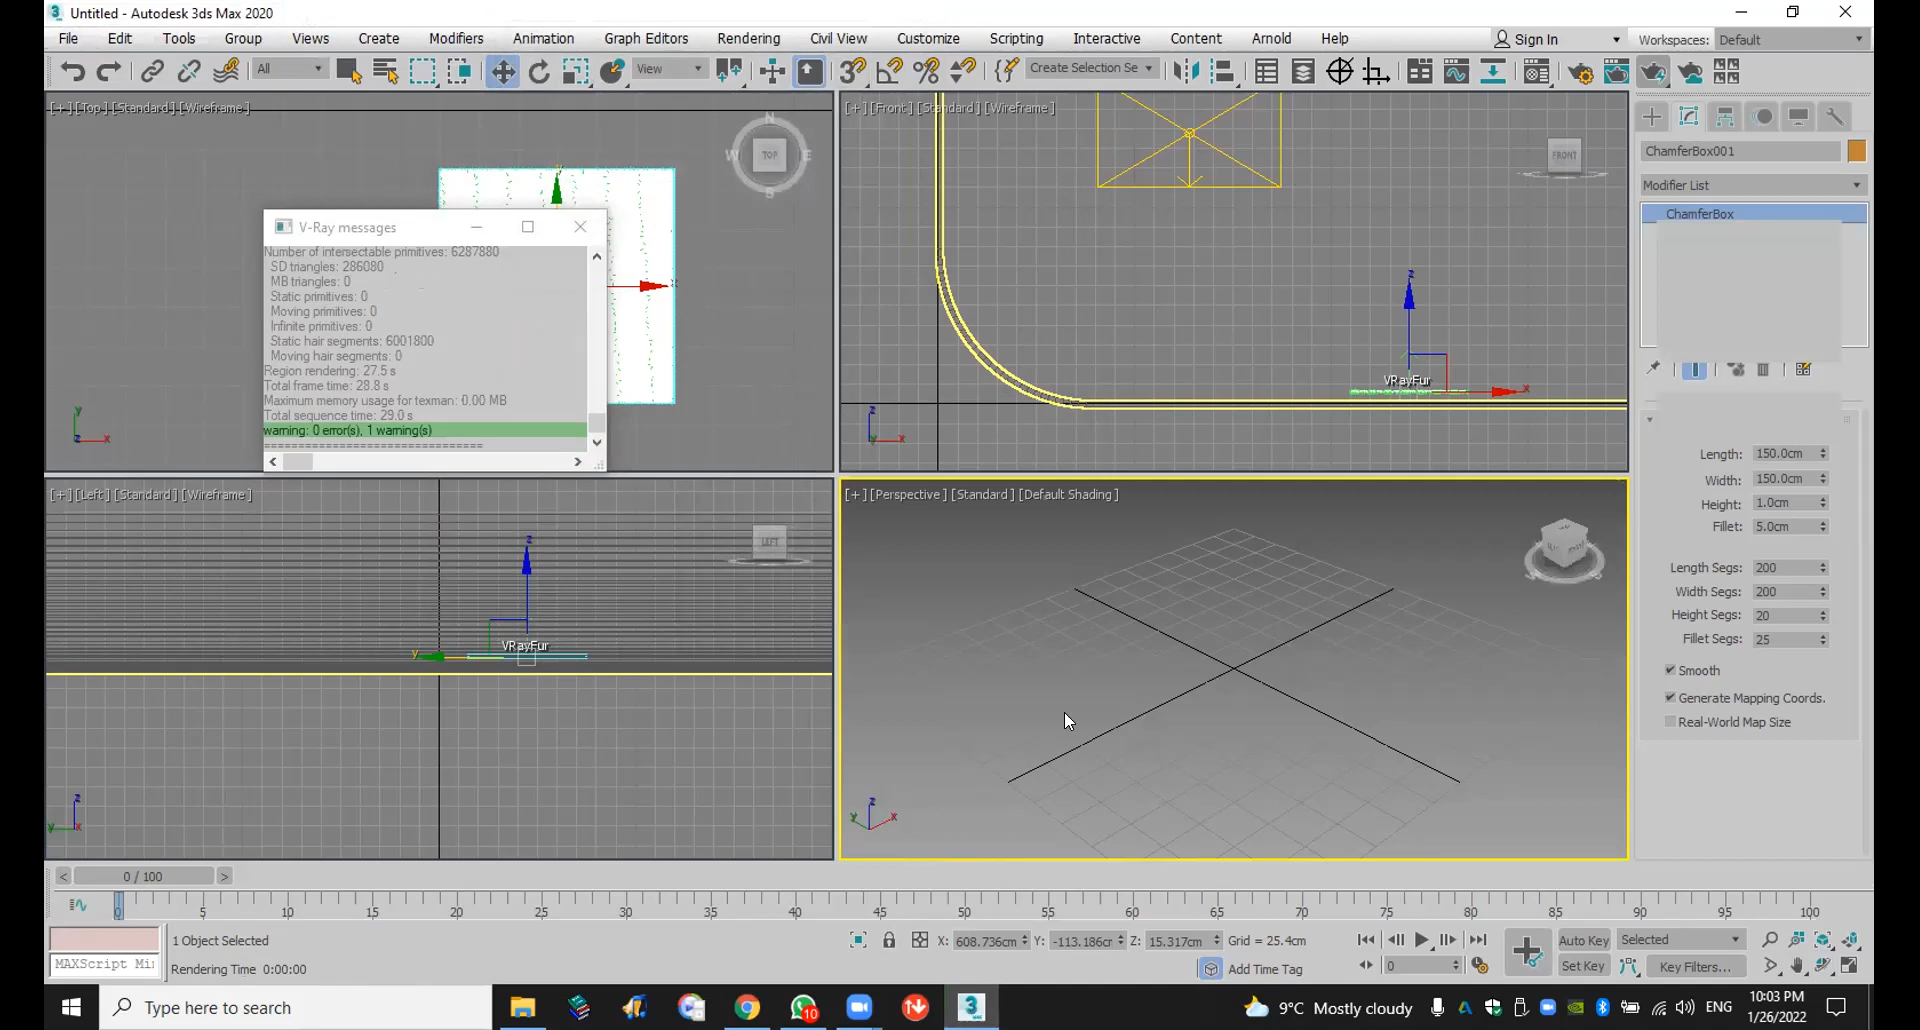 Untitled - Autodesk 3ds Max 2020
File Edit Tools Group Views Create Modifiers Animation Graph Editors Rendering Civil View Customize Scripting Interactive Content Arnold Help Sign In Workspaces: Default
All View Create Selection Se
[+] [Top] [Standard] [Wireframe]
N
W TOP E
S
[+] [Front] [Standard] [Wireframe]
FRONT
ChamferBox001
Modifier List
ChamferBox
V-Ray messages
Number of intersectable primitives: 6287880
SD triangles: 286080
MB triangles: 0
Static primitives: 0
Moving primitives: 0
Infinite primitives: 0
Static hair segments: 6001800
Moving hair segments: 0
Region rendering: 27.5 s
Total frame time: 28.8 s
Maximum memory usage for texman: 0.00 MB
Total sequence time: 29.0 s
warning: 0 error(s), 1 warning(s)
==============================
y
z x
z
VRayFur
x
z
x
Length: 150.0cm
Width: 150.0cm
Height: 1.0cm
Fillet: 5.0cm
Length Segs: 200
Width Segs: 200
Height Segs: 20
Fillet Segs: 25
Smooth
Generate Mapping Coords.
Real-World Map Size
[+] [Left] [Standard] [Wireframe]
LEFT
z
VRayFur
y
z
y x
[+] [Perspective] [Standard] [Default Shading]
z
y x
< 0 / 100 >
0 5 10 15 20 25 30 35 40 45 50 55 60 65 70 75 80 85 90 95 100
1 Object Selected
X: 608.736cm Y: -113.186cr Z: 15.317cm Grid = 25.4cm
Auto Key Selected
MAXScript Mi
Rendering Time 0:00:00
Add Time Tag
0
Set Key Key Filters...
Type here to search
10
3
9°C Mostly cloudy
ENG
10:03 PM
1/26/2022